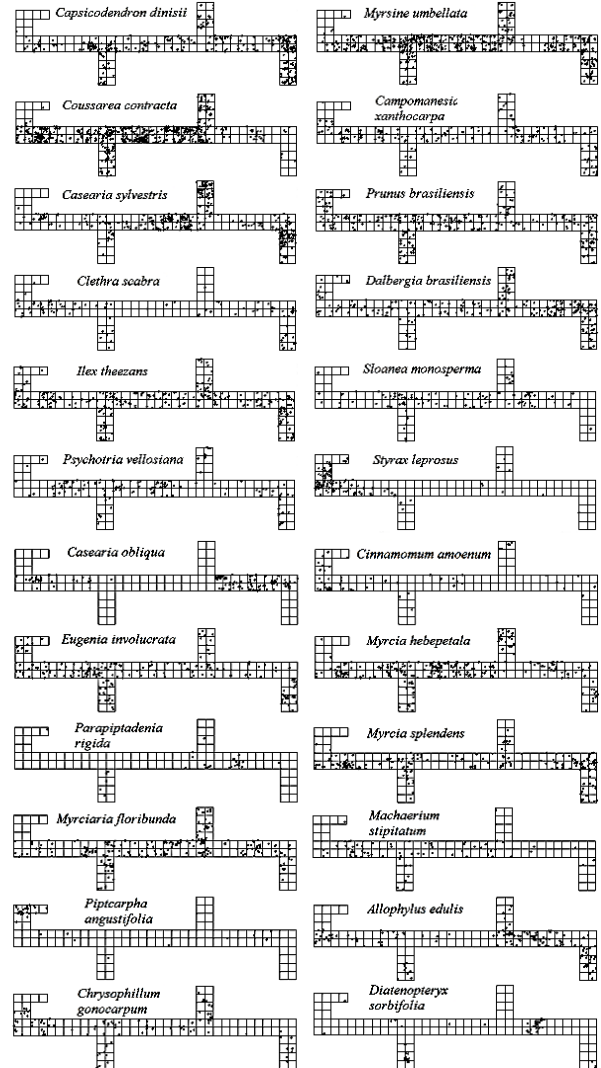 Capsicodendron dinisii
Myrsine umbellata
Coussarea contracta
Campomanesic
xanthocarpa
Casearia sylvestris
Prunus brasiliensis
Clethra scabra
Dalbergia brasiliensis
Ilex theezans
Sloanea monosperma
Psychotria vellosiana
Styrax leprosus
Casearia obliqua
Cinnamomum amoenum
Eugenia involucrata
Myrcia hebepetala
Parapiptadenia
rigida
Myrcia splendens
Myrciaria floribunda
Machaerium
stipitatum
Piptcarpha
angustifolia
Allophylus edulis
Chrysophillum
gonocarpum
Diatenopteryx
sorbifolia